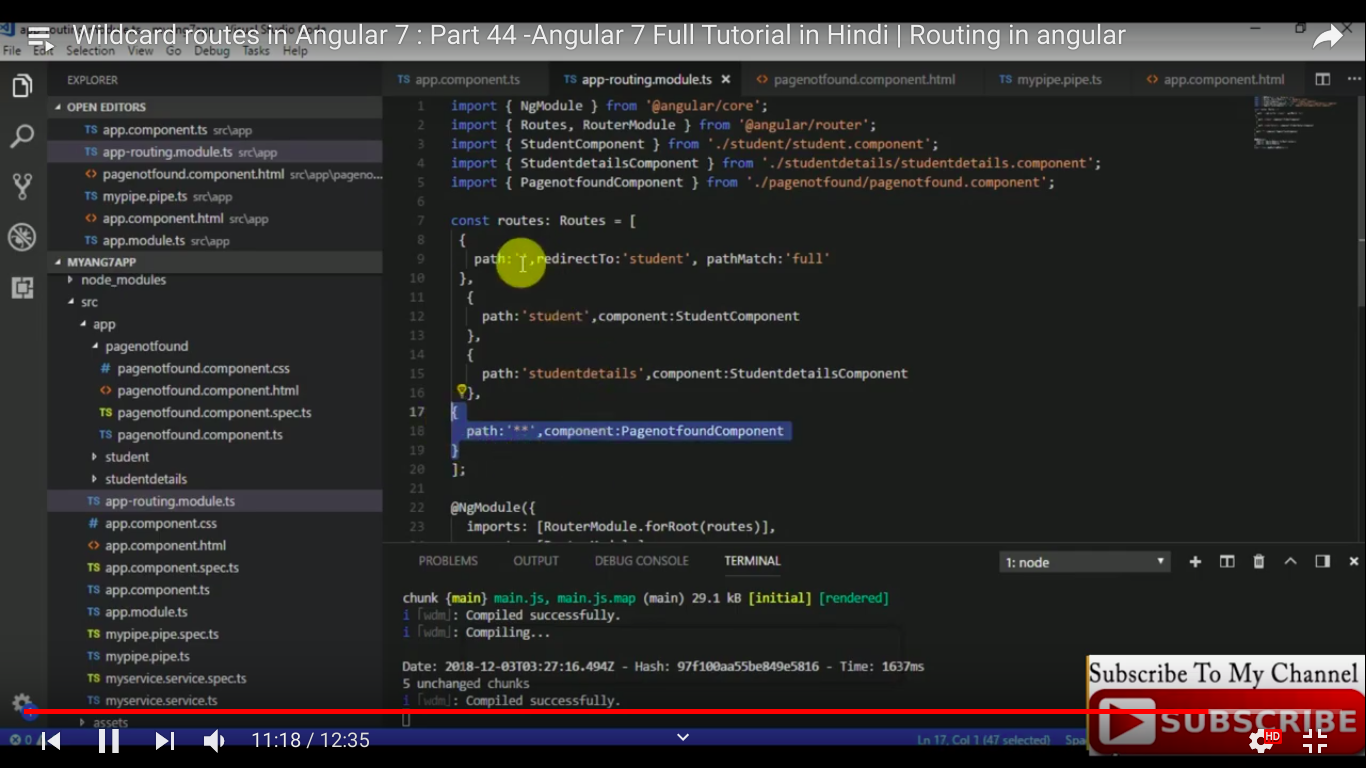 Wildcard routes in Angular 7 : Part 44 -Angular 7 Full Tutorial in Hindi | Routing in angular
File Edit Selection View Go Debug Tasks Help
EXPLORER
OPEN EDITORS
TS app.component.ts src\app
TS app-routing.module.ts src\app
<> pagenotfound.component.html src\app\pageno...
TS mypipe.pipe.ts src\app
<> app.component.html src\app
TS app.module.ts src\app
MYANG7APP
node_modules
src
app
pagenotfound
# pagenotfound.component.css
<> pagenotfound.component.html
TS pagenotfound.component.spec.ts
TS pagenotfound.component.ts
student
studentdetails
TS app-routing.module.ts
# app.component.css
<> app.component.html
TS app.component.spec.ts
TS app.component.ts
TS app.module.ts
TS mypipe.pipe.spec.ts
TS mypipe.pipe.ts
TS myservice.service.spec.ts
TS myservice.service.ts
assets
TS app.component.ts TS app-routing.module.ts × <> pagenotfound.component.html TS mypipe.pipe.ts <> app.component.html ...
1 import { NgModule } from '@angular/core';
2 import { Routes, RouterModule } from '@angular/router';
3 import { StudentComponent } from './student/student.component';
4 import { StudentdetailsComponent } from './studentdetails/studentdetails.component';
5 import { PagenotfoundComponent } from './pagenotfound/pagenotfound.component';
6
7 const routes: Routes = [
8 {
9 path:'',redirectTo:'student', pathMatch:'full'
10 },
11 {
12 path:'student',component:StudentComponent
13 },
14 {
15 path:'studentdetails',component:StudentdetailsComponent
16 },
17 {
18 path:'**',component:PagenotfoundComponent
19 }
20 ];
21
22 @NgModule({
23 imports: [RouterModule.forRoot(routes)],
PROBLEMS OUTPUT DEBUG CONSOLE TERMINAL 1: node
chunk {main} main.js, main.js.map (main) 29.1 kB [initial] [rendered]
i ｢wdm｣: Compiled successfully.
i ｢wdm｣: Compiling...
Date: 2018-12-03T03:27:16.494Z - Hash: 97f100aa55be849e5816 - Time: 1637ms
5 unchanged chunks
i ｢wdm｣: Compiled successfully.
Subscribe To My Channel
SUBSCRIBE
0
11:18 / 12:35
Ln 17, Col 1 (47 selected)
HD